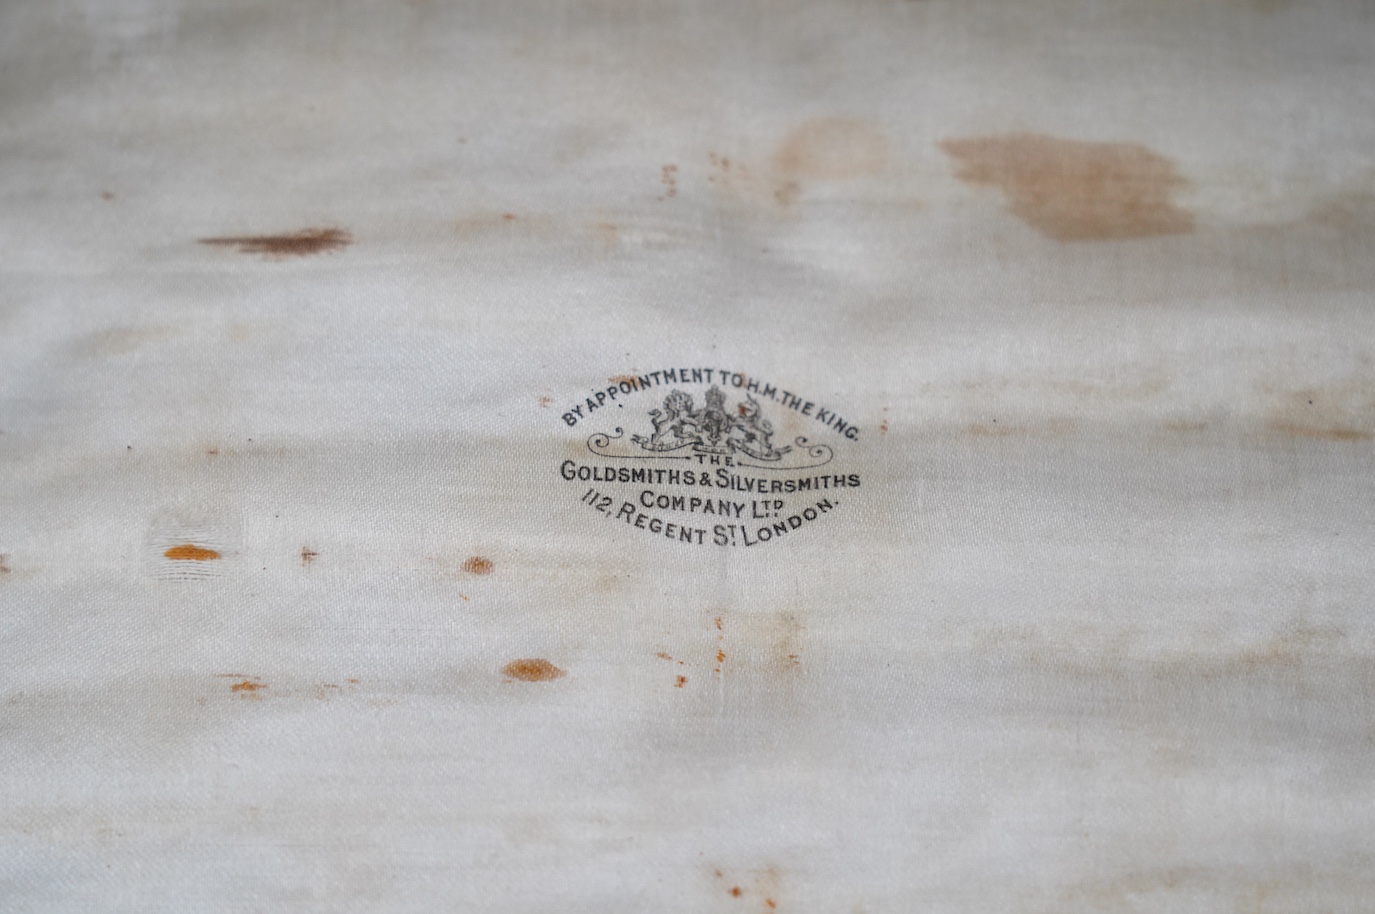 BY APPOINTMENT TO H.M. THE KING.
THE
GOLDSMITHS & SILVERSMITHS
COMPANY LTD
112, REGENT ST. LONDON.